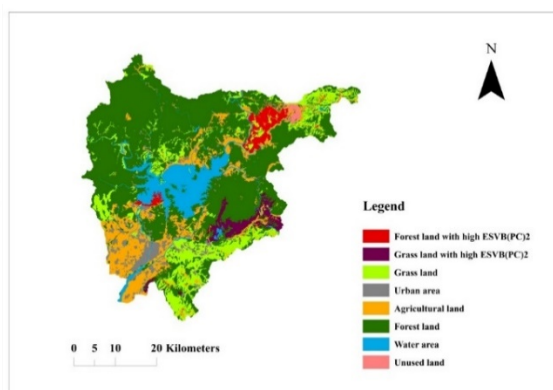 N
Legend
Forest land with high ESVB(PC)2
Grass land with high ESVB(PC)2
Grass land
Urban area
Agricultural land
Forest land
Water area
Unused land
0 5 10 20 Kilometers